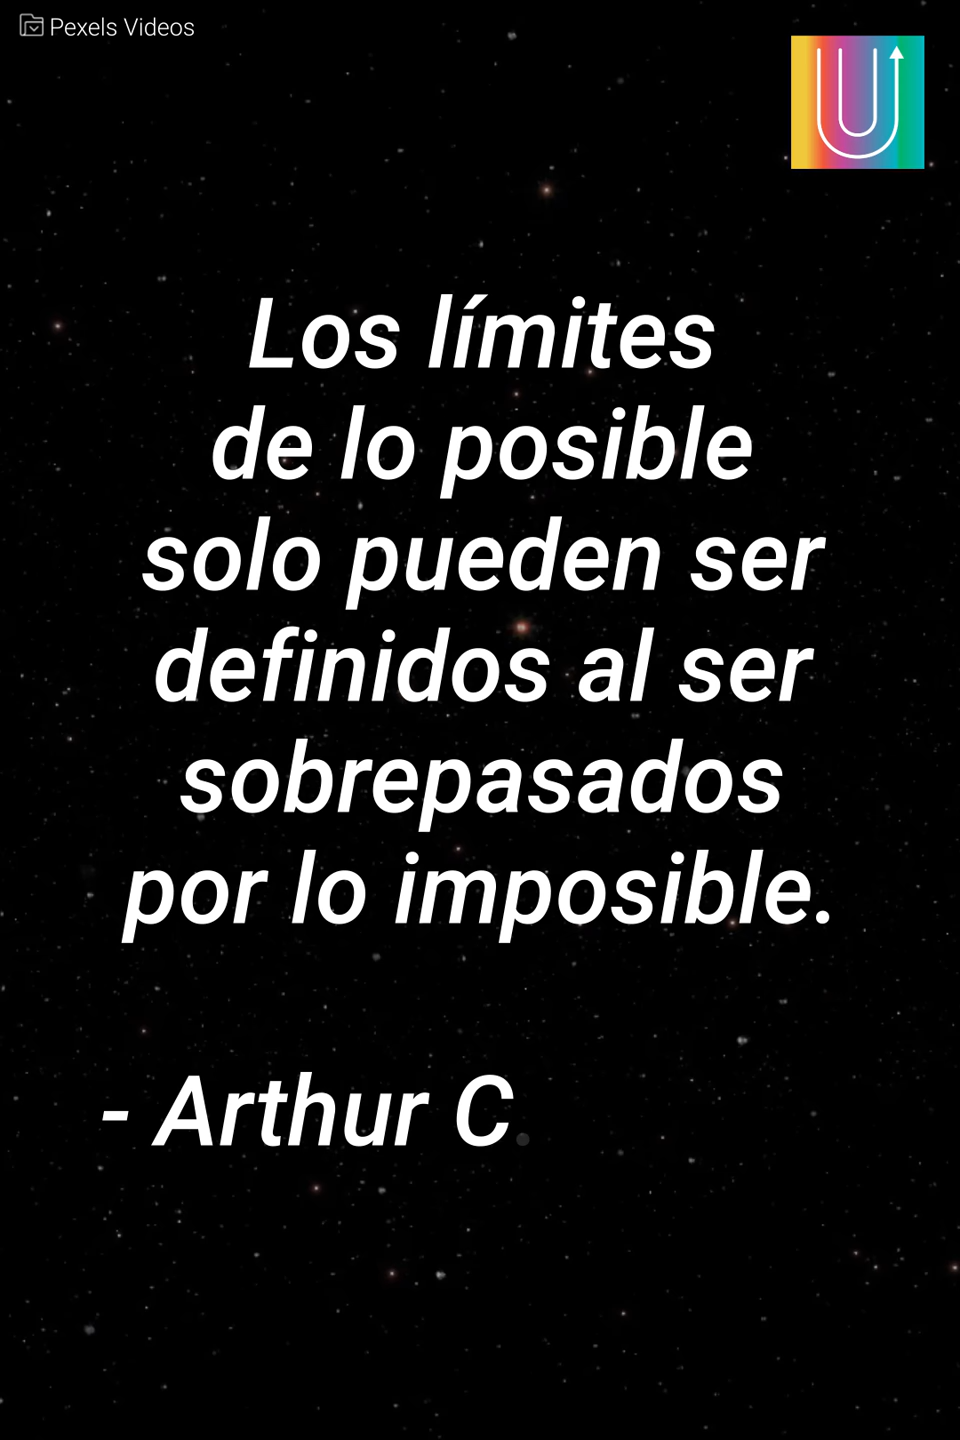 Pexels Videos
U
Los límites
de lo posible
solo pueden ser
definidos al ser
sobrepasados
por lo imposible.
- Arthur C.